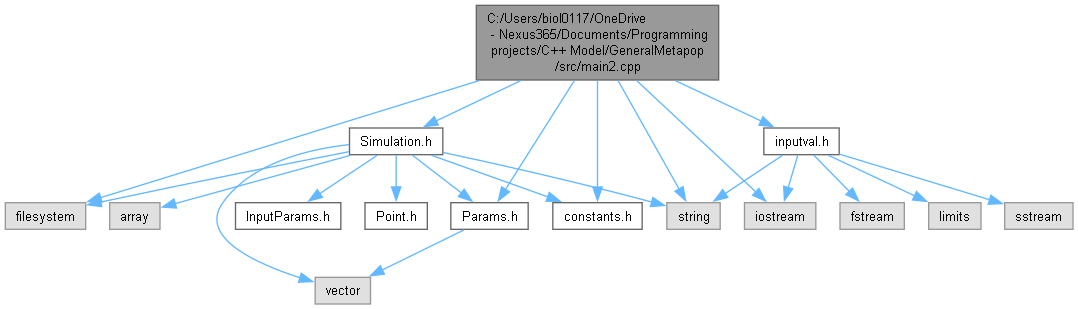 C:/Users/biol0117/OneDrive
- Nexus365/Documents/Programming
projects/C++ Model/GeneralMetapop
/src/main2.cpp
Simulation.h
inputval.h
filesystem
array
InputParams.h
Point.h
Params.h
constants.h
string
iostream
fstream
limits
sstream
vector